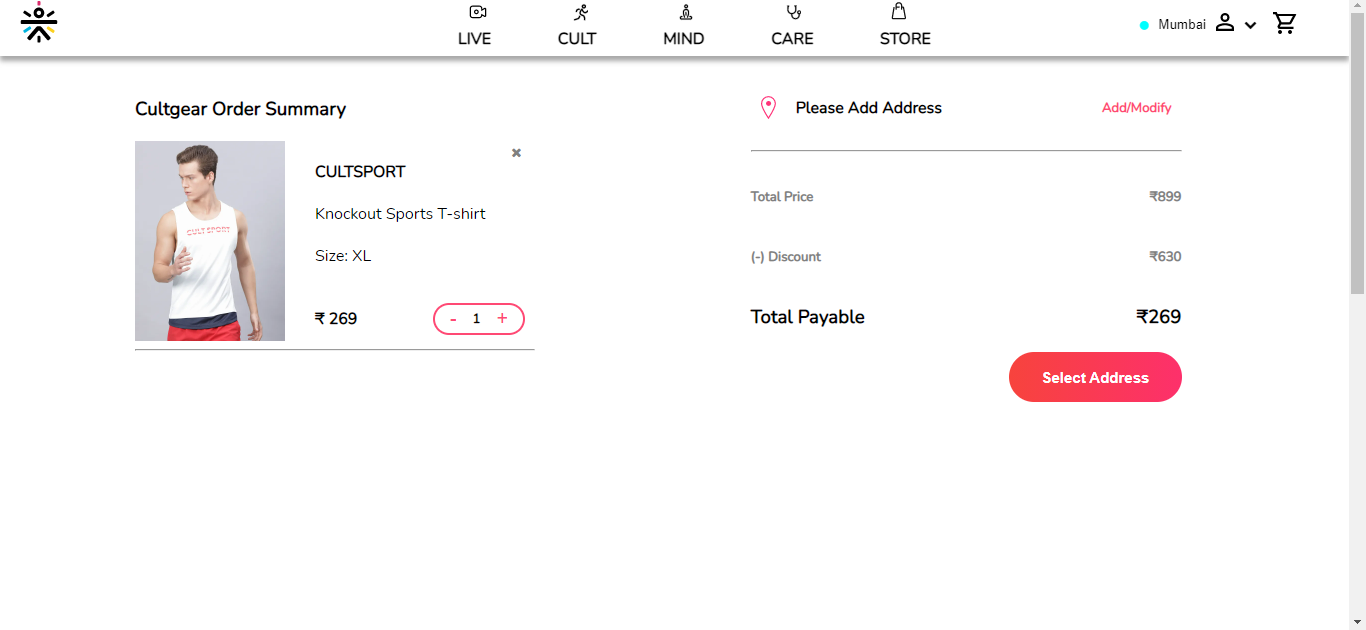 LIVE
CULT
MIND
CARE
STORE
Mumbai
Cultgear Order Summary
CULT SPORT
CULTSPORT
Knockout Sports T-shirt
Size: XL
₹ 269
- 1 +
Please Add Address
Add/Modify
Total Price ₹899
(-) Discount ₹630
Total Payable ₹269
Select Address